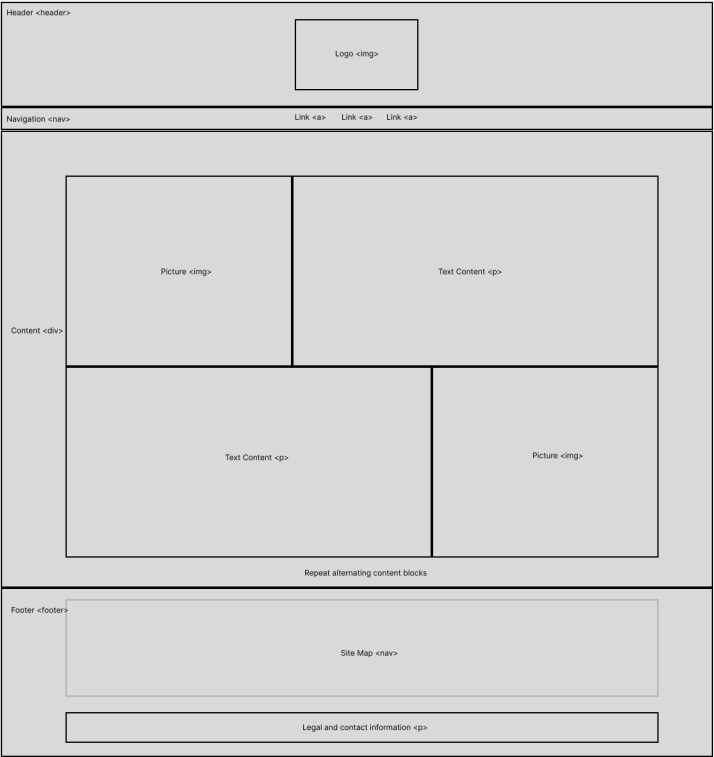 Header <header>
Logo <img>
Navigation <nav>
Link <a> Link <a> Link <a>
Picture <img>
Text Content <p>
Content <div>
Text Content <p>
Picture <img>
Repeat alternating content blocks
Footer <footer>
Site Map <nav>
Legal and contact information <p>